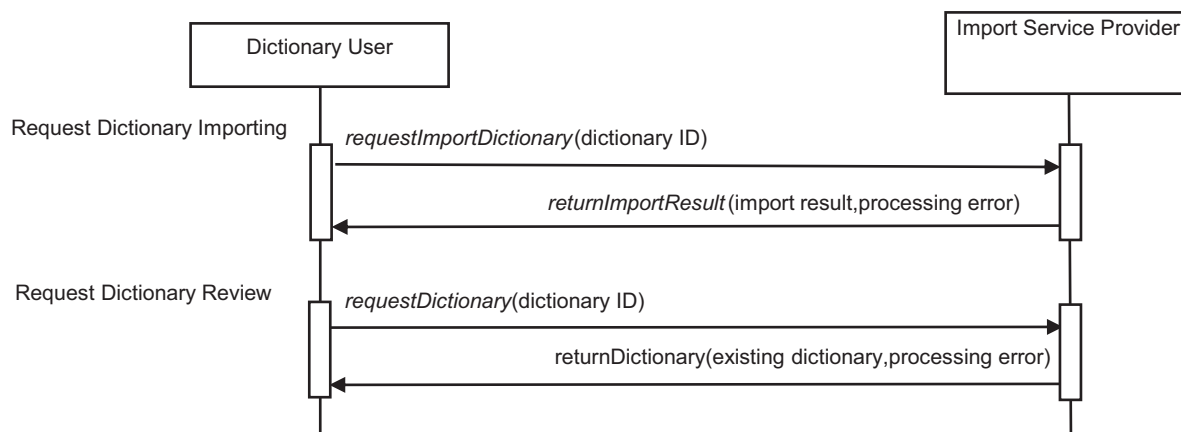 Dictionary User
Import Service Provider
Request Dictionary Importing
requestImportDictionary(dictionary ID)
returnImportResult(import result,processing error)
Request Dictionary Review
requestDictionary(dictionary ID)
returnDictionary(existing dictionary,processing error)